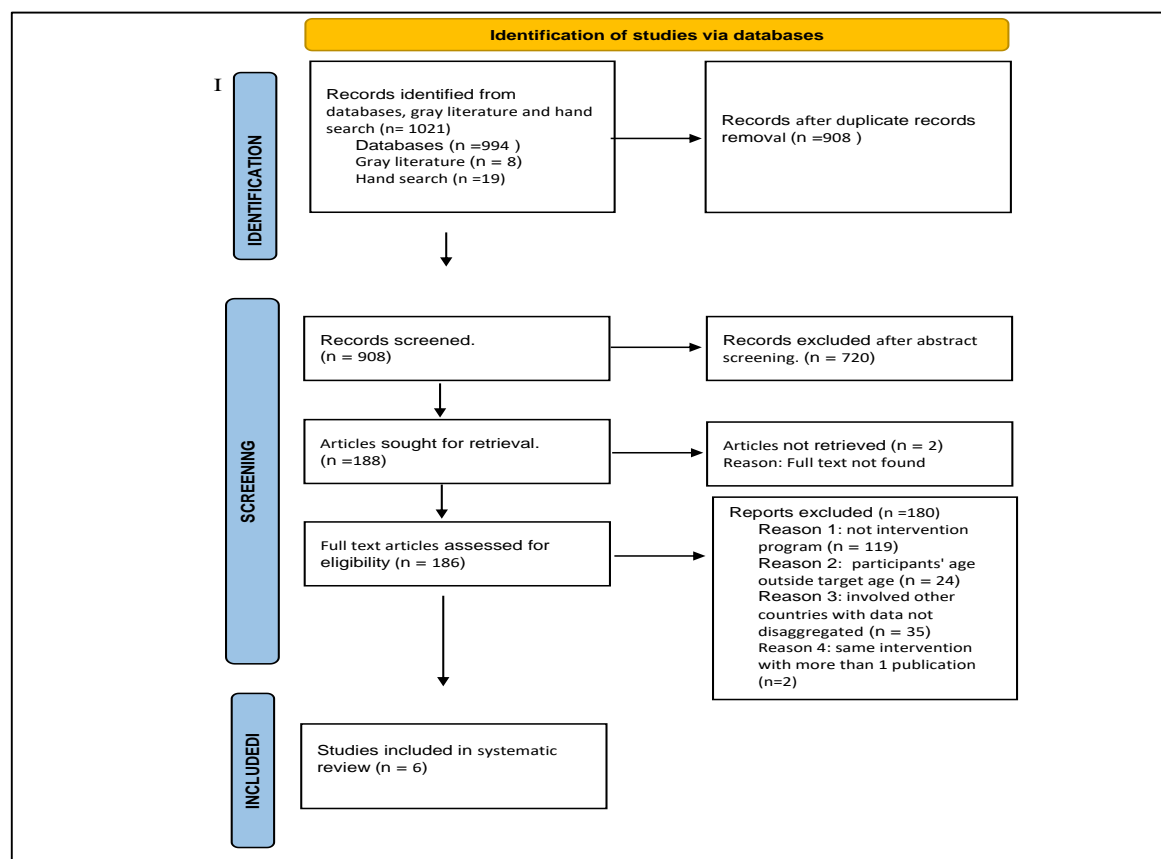 Identification of studies via databases
I
IDENTIFICATION
Records identified from
databases, gray literature and hand
search (n= 1021)
Databases (n =994 )
Gray literature (n = 8)
Hand search (n =19)
Records after duplicate records
removal (n =908 )
SCREENING
Records screened.
(n = 908)
Records excluded after abstract
screening. (n = 720)
Articles sought for retrieval.
(n =188)
Articles not retrieved (n = 2)
Reason: Full text not found
Full text articles assessed for
eligibility (n = 186)
Reports excluded (n =180)
Reason 1: not intervention
program (n = 119)
Reason 2: participants' age
outside target age (n = 24)
Reason 3: involved other
countries with data not
disaggregated (n = 35)
Reason 4: same intervention
with more than 1 publication
(n=2)
INCLUDEDI
Studies included in systematic
review (n = 6)